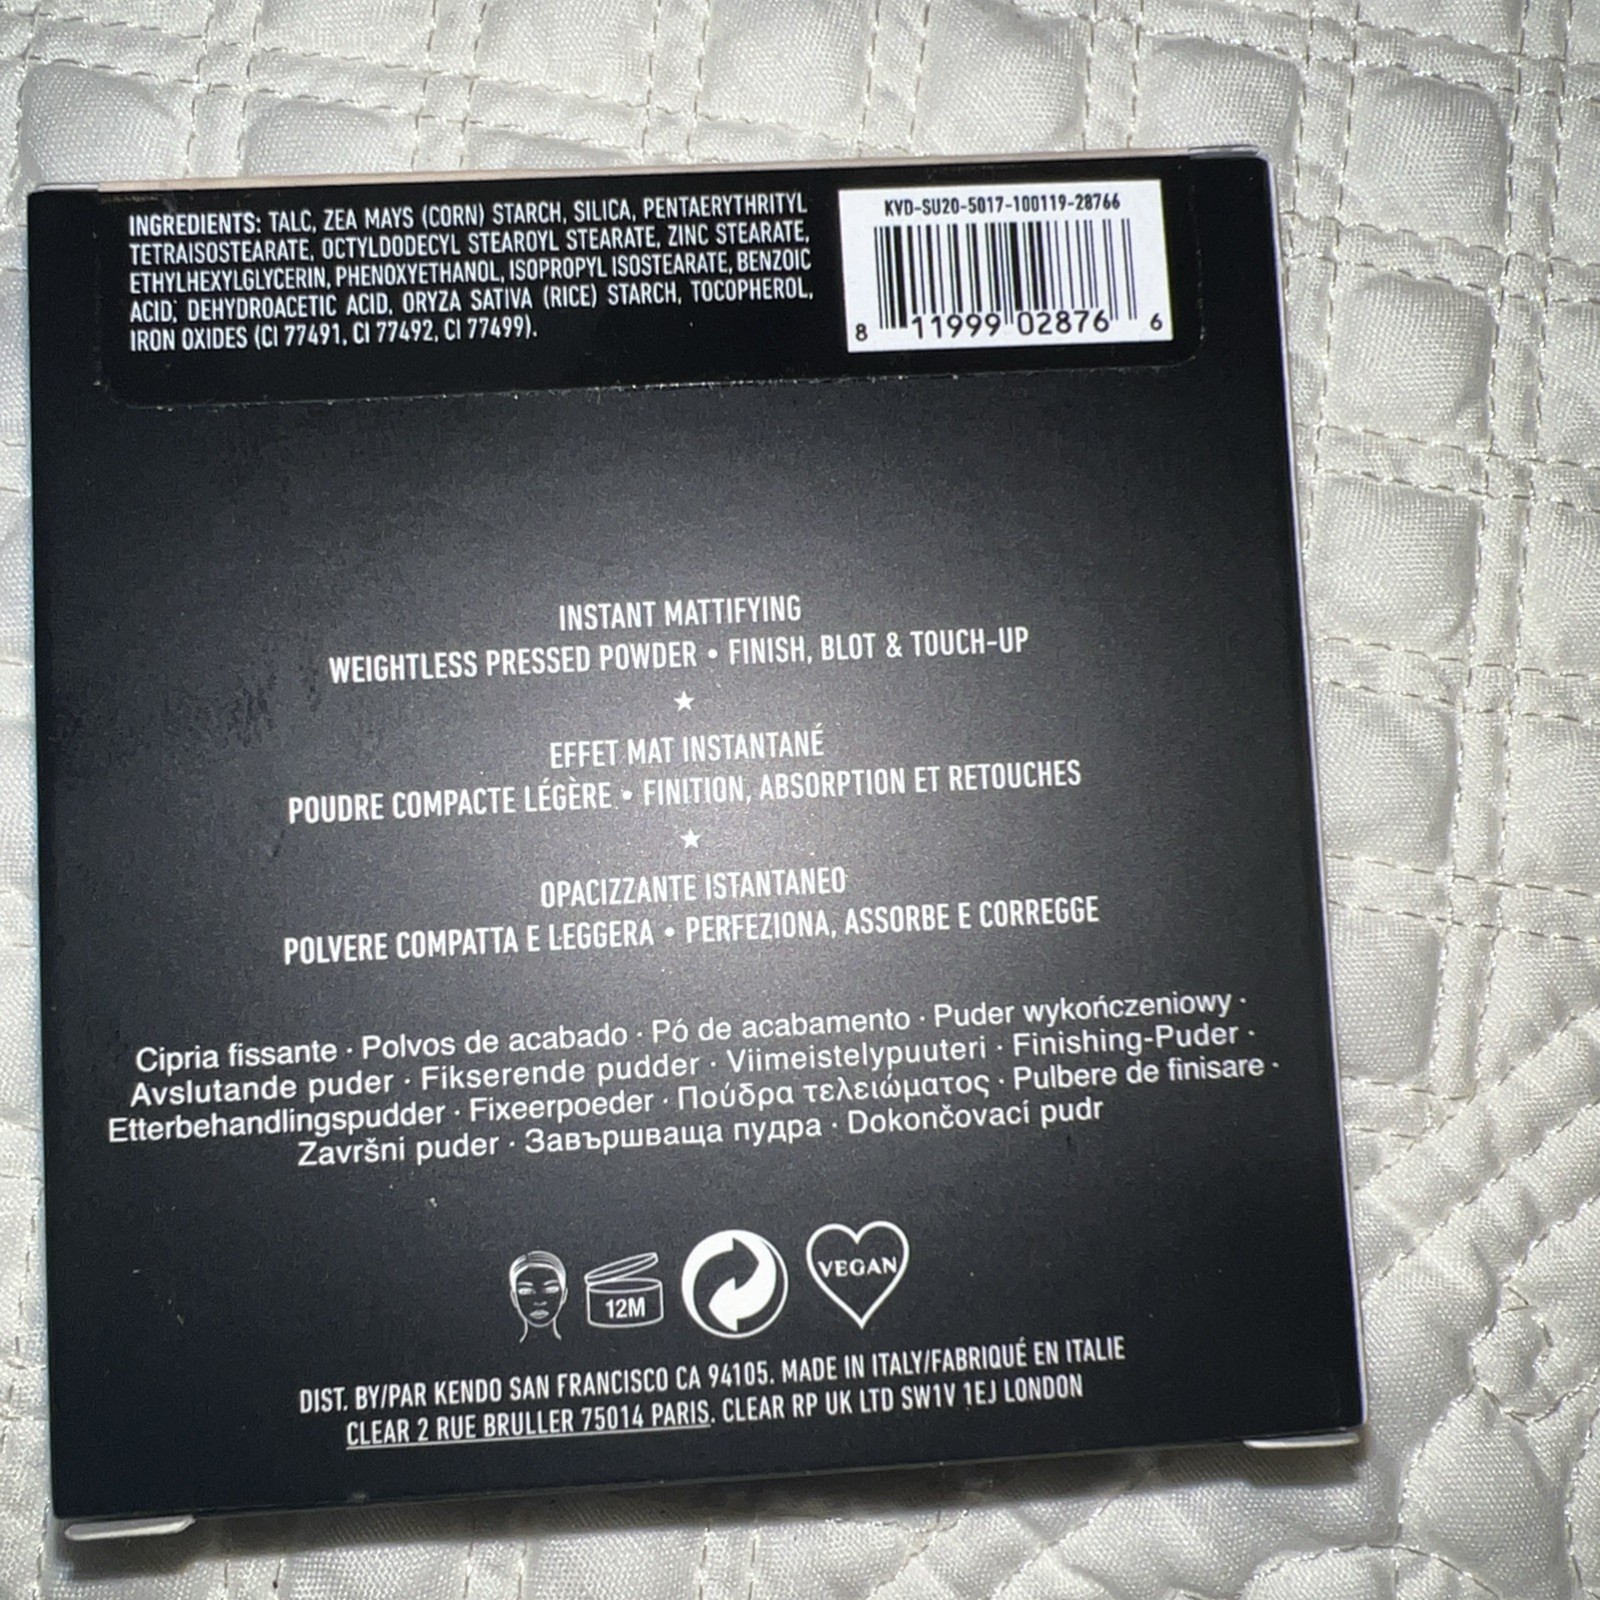 INGREDIENTS: TALC, ZEA MAYS (CORN) STARCH, SILICA, PENTAERYTHRITYL
TETRAISOSTEARATE, OCTYLDODECYL STEAROYL STEARATE, ZINC STEARATE,
ETHYLHEXYLGLYCERIN, PHENOXYETHANOL, ISOPROPYL ISOSTEARATE, BENZOIC
ACID, DEHYDROACETIC ACID, ORYZA SATIVA (RICE) STARCH, TOCOPHEROL,
IRON OXIDES (CI 77491, CI 77492, CI 77499).
KVD-SU20-5017-100119-28766
8 11999 02876 6
INSTANT MATTIFYING
WEIGHTLESS PRESSED POWDER • FINISH, BLOT & TOUCH-UP
★
EFFET MAT INSTANTANÉ
POUDRE COMPACTE LÉGÈRE • FINITION, ABSORPTION ET RETOUCHES
★
OPACIZZANTE ISTANTANEO
POLVERE COMPATTA E LEGGERA • PERFEZIONA, ASSORBE E CORREGGE
Cipria fissante · Polvos de acabado · Pó de acabamento · Puder wykończeniowy ·
Avslutande puder · Fikserende pudder · Viimeistelypuuteri · Finishing-Puder ·
Etterbehandlingspudder · Fixeerpoeder · Πούδρα τελειώματος · Pulbere de finisare ·
Završni puder · Завършваща пудра · Dokončovací pudr
12M
VEGAN
DIST. BY/PAR KENDO SAN FRANCISCO CA 94105. MADE IN ITALY/FABRIQUÉ EN ITALIE
CLEAR 2 RUE BRULLER 75014 PARIS. CLEAR RP UK LTD SW1V 1EJ LONDON